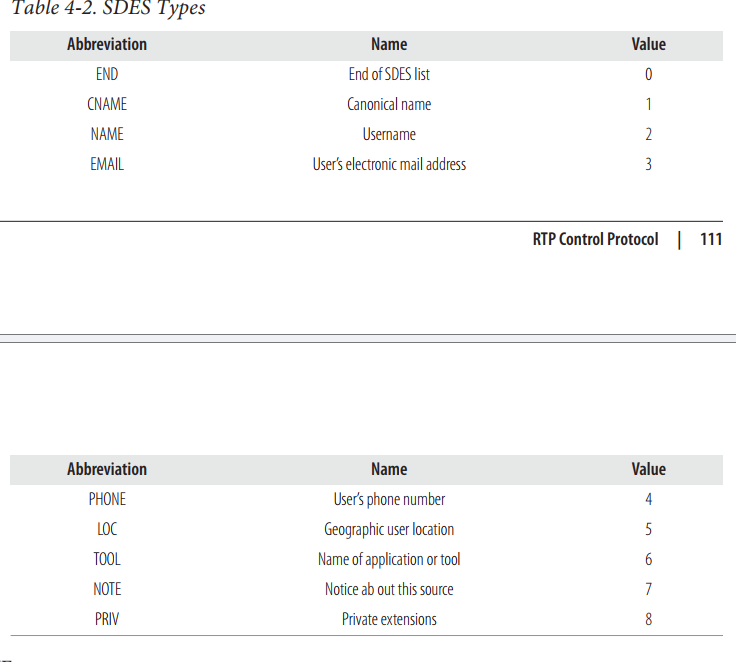 Table 4-2. SDES Types
Abbreviation Name Value
END End of SDES list 0
CNAME Canonical name 1
NAME Username 2
EMAIL User's electronic mail address 3
RTP Control Protocol | 111
Abbreviation Name Value
PHONE User's phone number 4
LOC Geographic user location 5
TOOL Name of application or tool 6
NOTE Notice ab out this source 7
PRIV Private extensions 8